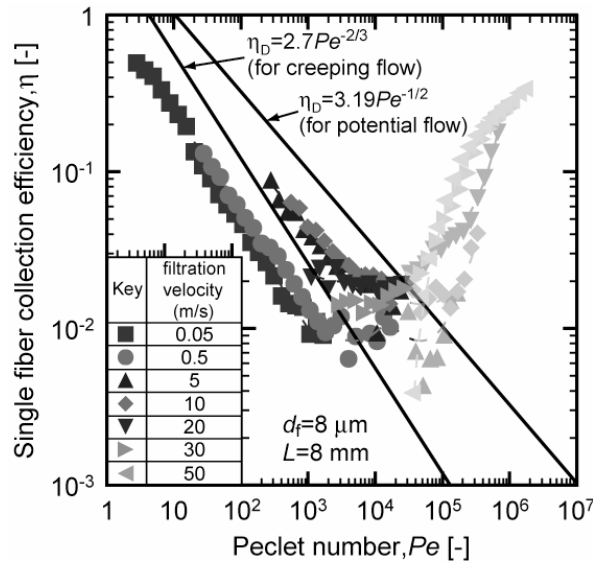 η_D=2.7Pe^-2/3
(for creeping flow)
η_D=3.19Pe^-1/2
(for potential flow)
Single fiber collection efficiency,η [-]
10^0
10^-1
10^-2
10^-3
Key
filtration
velocity
(m/s)
0.05
0.5
5
10
20
30
50
d_f=8 μm
L=8 mm
1 10 10^2 10^3 10^4 10^5 10^6 10^7
Peclet number,Pe [-]